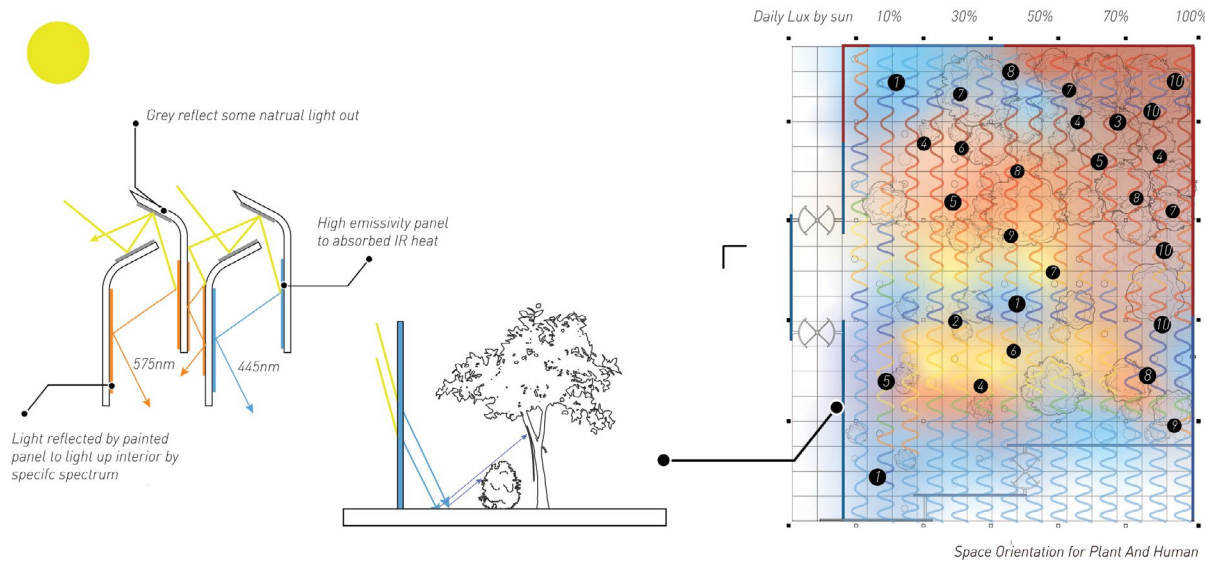 Daily Lux by sun 10% 30% 50% 70% 100%
Grey reflect some natrual light out
High emissivity panel
to absorbed IR heat
575nm 445nm
Light reflected by painted
panel to light up interior by
specifc spectrum
8
1 10
7 7
10
4 3
4 6
5 4
8
5 8
7
9
10
7
1
2 10
6
8
5 4
9
1
Space Orientation for Plant And Human